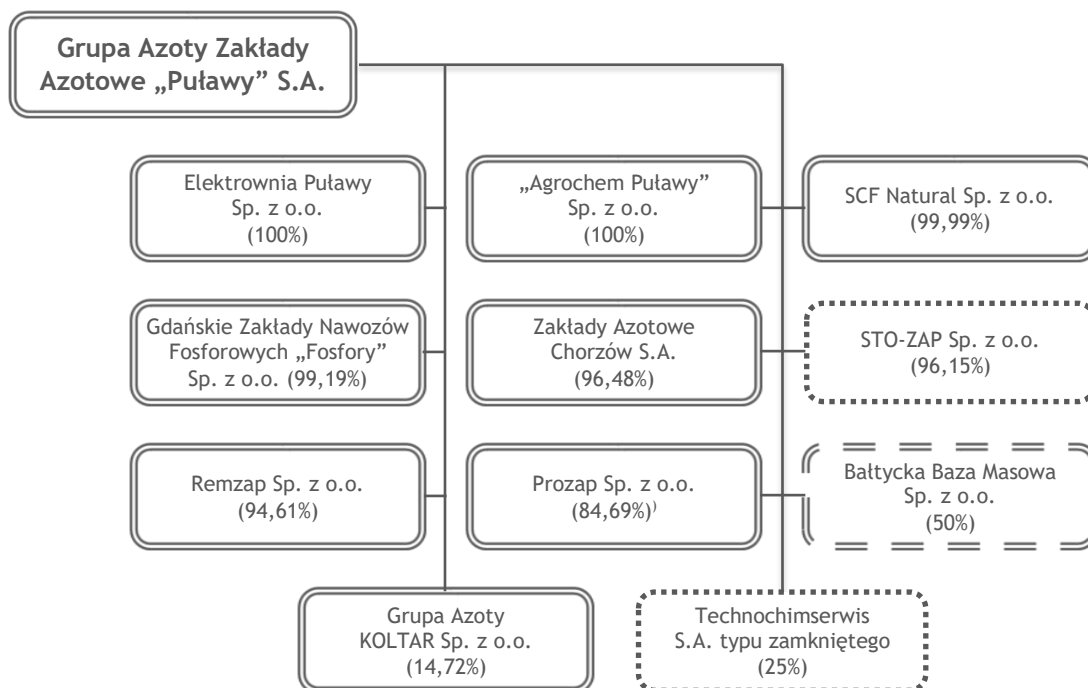 Grupa Azoty Zakłady
Azotowe „Puławy” S.A.
Elektrownia Puławy
Sp. z o.o.
(100%)
„Agrochem Puławy”
Sp. z o.o.
(100%)
SCF Natural Sp. z o.o.
(99,99%)
Gdańskie Zakłady Nawozów
Fosforowych „Fosfory”
Sp. z o.o. (99,19%)
Zakłady Azotowe
Chorzów S.A.
(96,48%)
STO-ZAP Sp. z o.o.
(96,15%)
Remzap Sp. z o.o.
(94,61%)
Prozap Sp. z o.o.
(84,69%)⁾
Bałtycka Baza Masowa
Sp. z o.o.
(50%)
Grupa Azoty
KOLTAR Sp. z o.o.
(14,72%)
Technochimserwis
S.A. typu zamkniętego
(25%)